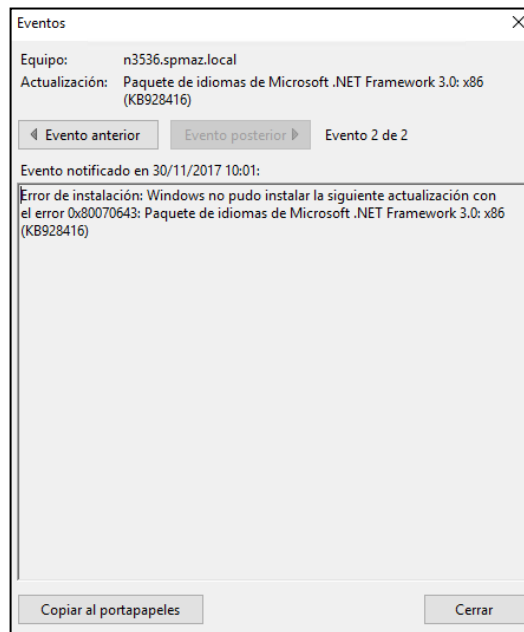 Eventos
Equipo: n3536.spmaz.local
Actualización: Paquete de idiomas de Microsoft .NET Framework 3.0: x86
(KB928416)
Evento anterior Evento posterior Evento 2 de 2
Evento notificado en 30/11/2017 10:01:
Error de instalación: Windows no pudo instalar la siguiente actualización con
el error 0x80070643: Paquete de idiomas de Microsoft .NET Framework 3.0: x86
(KB928416)
Copiar al portapapeles Cerrar